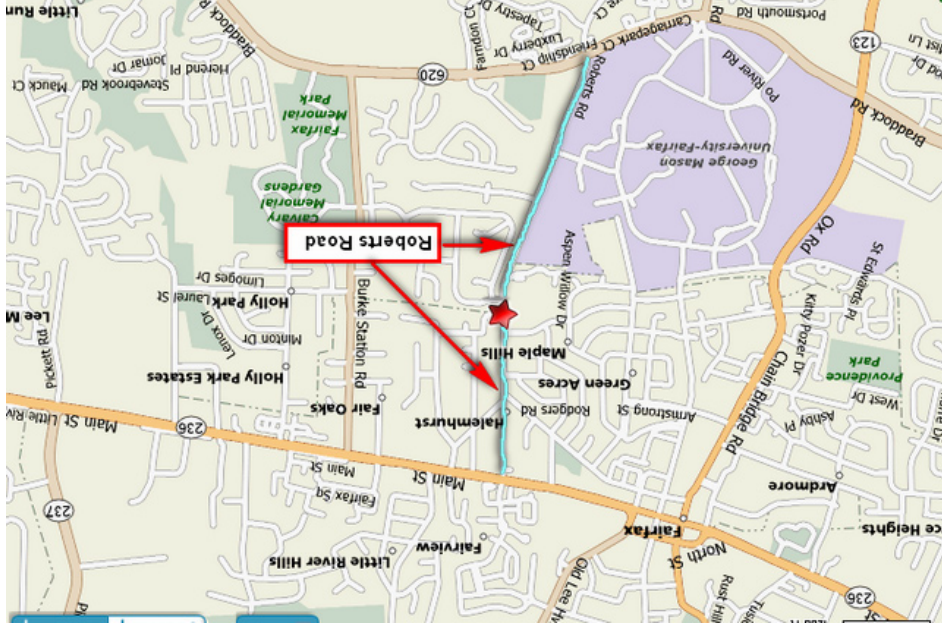 Little Run
Mauck Ct
Stevebrook Rd
Jomar Dr
Herend Pl
Braddock Rd
620
Farndon Ct
Tapestry Dr
Luxberry Dr
Friendship Ct
Carriagepark Ct
Rd
Portsmouth Rd
123
Braddock Rd
Po River Rd
Roberts Rd
George Mason
University-Fairfax
Fairfax
Memorial
Park
Calvary
Memorial
Gardens
Roberts Road
Aspen Willow Dr
Ox Rd
St Edwards Pl
Kitty Pozer Dr
Providence
Park
West Dr
Ashby Pl
Chain Bridge Rd
Ardmore
Limoges Dr
Laurel St
Holly Park
Lenox Dr
Minton Dr
Holly Park Estates
Burke Station Rd
Pickett Rd
Lee M
Maple Hills
Green Acres
Rodgers Rd
Armstrong St
Halemhurst
Fair Oaks
Main St
236
Main St
Main St
Fairfax Sq
237
Fairview
Little River Hills
Fairfax
North St
Old Lee H
Rust Hill
236
St
ce Heights